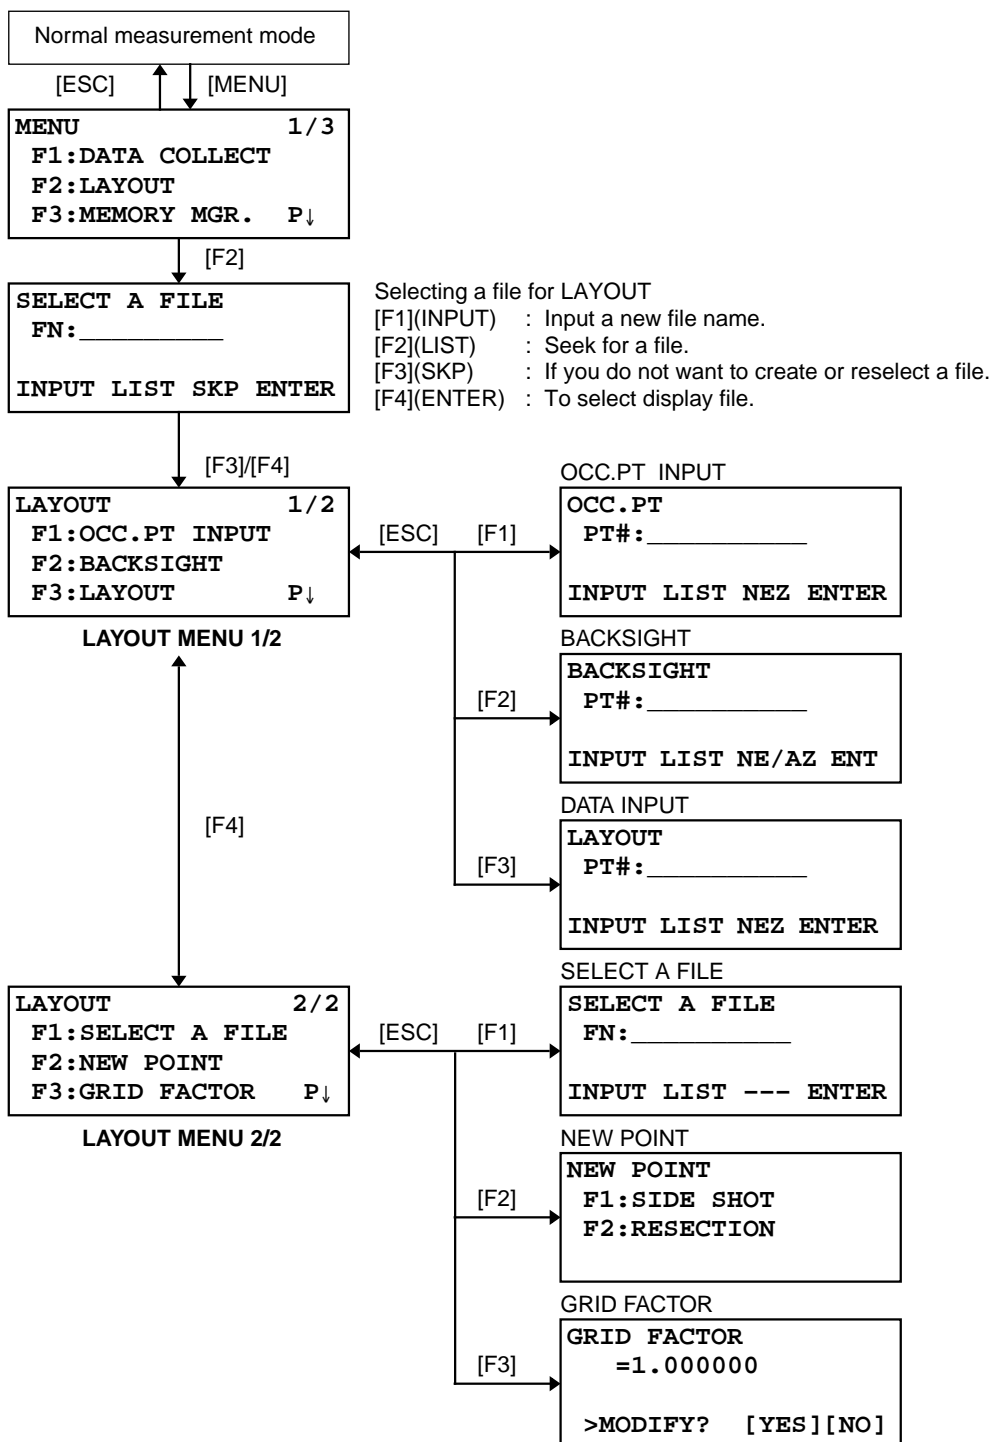 Normal measurement mode
[ESC] [MENU]
MENU 1/3
F1:DATA COLLECT
F2:LAYOUT
F3:MEMORY MGR. P↓
[F2]
SELECT A FILE
FN:_________
INPUT LIST SKP ENTER
Selecting a file for LAYOUT
[F1](INPUT) : Input a new file name.
[F2](LIST) : Seek for a file.
[F3](SKP) : If you do not want to create or reselect a file.
[F4](ENTER) : To select display file.
[F3]/[F4]
LAYOUT 1/2
F1:OCC.PT INPUT
F2:BACKSIGHT
F3:LAYOUT P↓
LAYOUT MENU 1/2
[ESC] [F1]
OCC.PT INPUT
OCC.PT
PT#:__________
INPUT LIST NEZ ENTER
[F2]
BACKSIGHT
BACKSIGHT
PT#:__________
INPUT LIST NE/AZ ENT
[F3]
DATA INPUT
LAYOUT
PT#:__________
INPUT LIST NEZ ENTER
[F4]
LAYOUT 2/2
F1:SELECT A FILE
F2:NEW POINT
F3:GRID FACTOR P↓
LAYOUT MENU 2/2
[ESC] [F1]
SELECT A FILE
SELECT A FILE
FN:__________
INPUT LIST --- ENTER
[F2]
NEW POINT
NEW POINT
F1:SIDE SHOT
F2:RESECTION
[F3]
GRID FACTOR
GRID FACTOR
=1.000000
>MODIFY? [YES][NO]